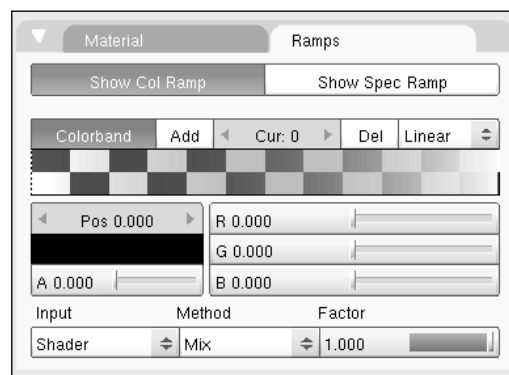 Material Ramps
Show Col Ramp Show Spec Ramp
Colorband Add Cur: 0 Del Linear
Pos 0.000 R 0.000
G 0.000
A 0.000 B 0.000
Input Method Factor
Shader Mix 1.000